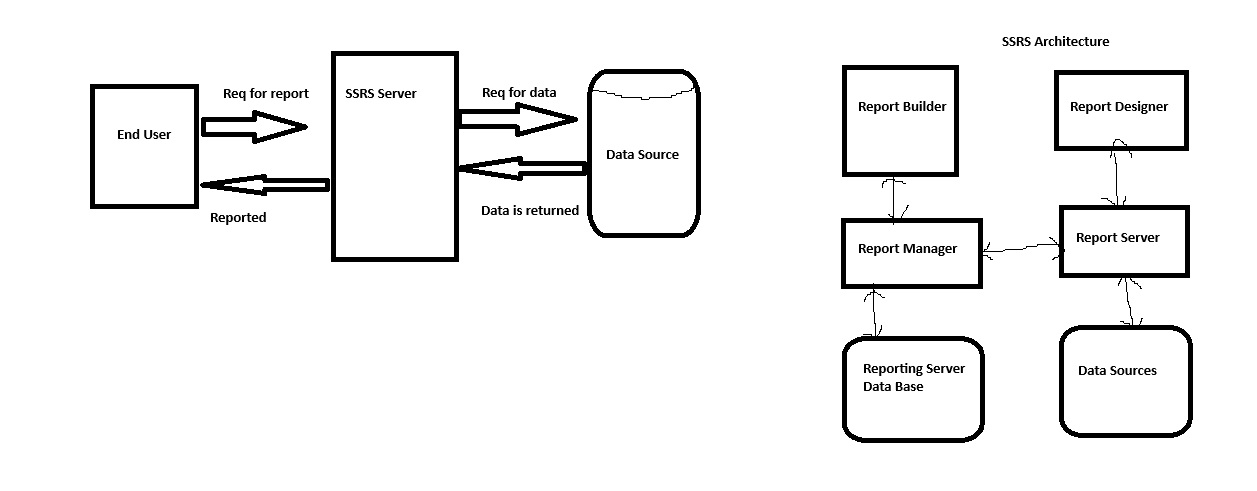 SSRS Architecture
Req for report
SSRS Server
Req for data
End User
Data Source
Reported
Data is returned
Report Builder
Report Designer
Report Manager
Report Server
Reporting Server
Data Base
Data Sources